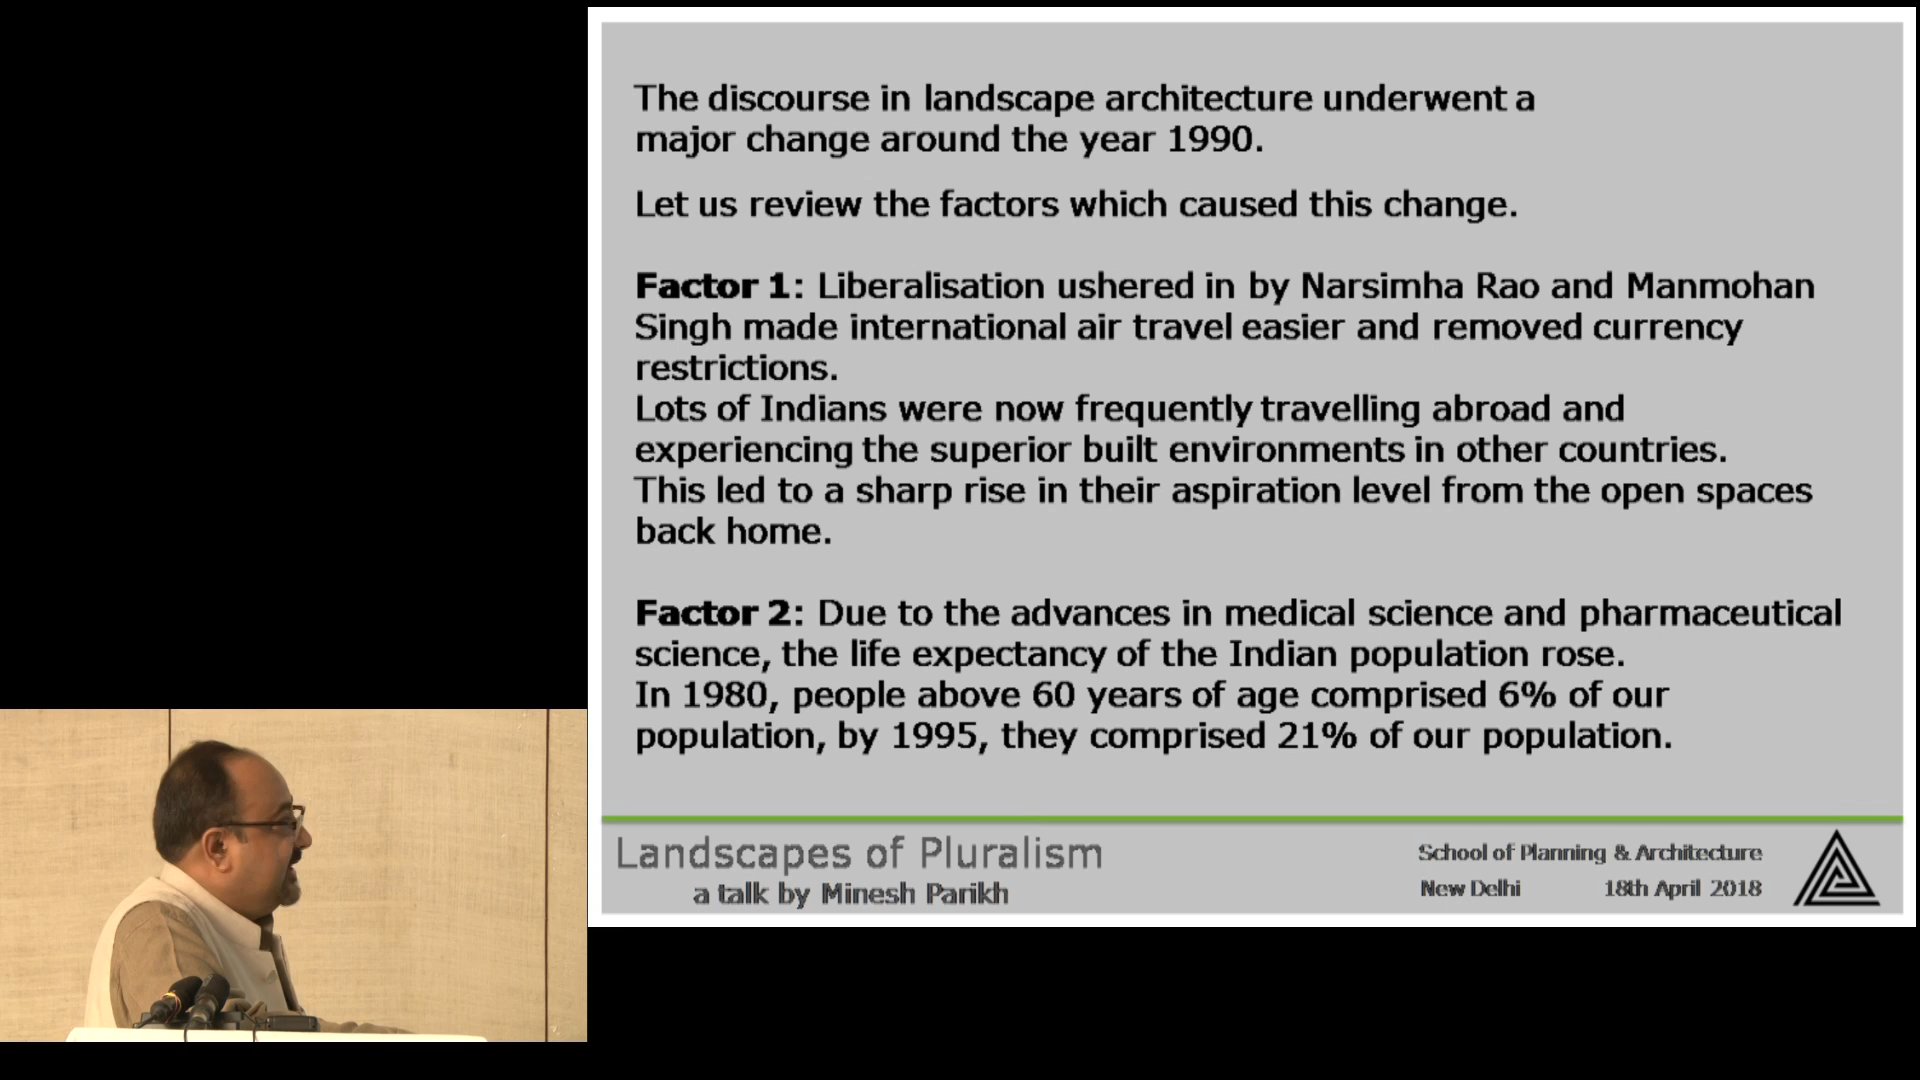 The discourse in landscape architecture underwent a
major change around the year 1990.
Let us review the factors which caused this change.
Factor 1: Liberalisation ushered in by Narsimha Rao and Manmohan
Singh made international air travel easier and removed currency
restrictions.
Lots of Indians were now frequently travelling abroad and
experiencing the superior built environments in other countries.
This led to a sharp rise in their aspiration level from the open spaces
back home.
Factor 2: Due to the advances in medical science and pharmaceutical
science, the life expectancy of the Indian population rose.
In 1980, people above 60 years of age comprised 6% of our
population, by 1995, they comprised 21% of our population.
Landscapes of Pluralism
a talk by Minesh Parikh
School of Planning & Architecture
New Delhi 18th April 2018